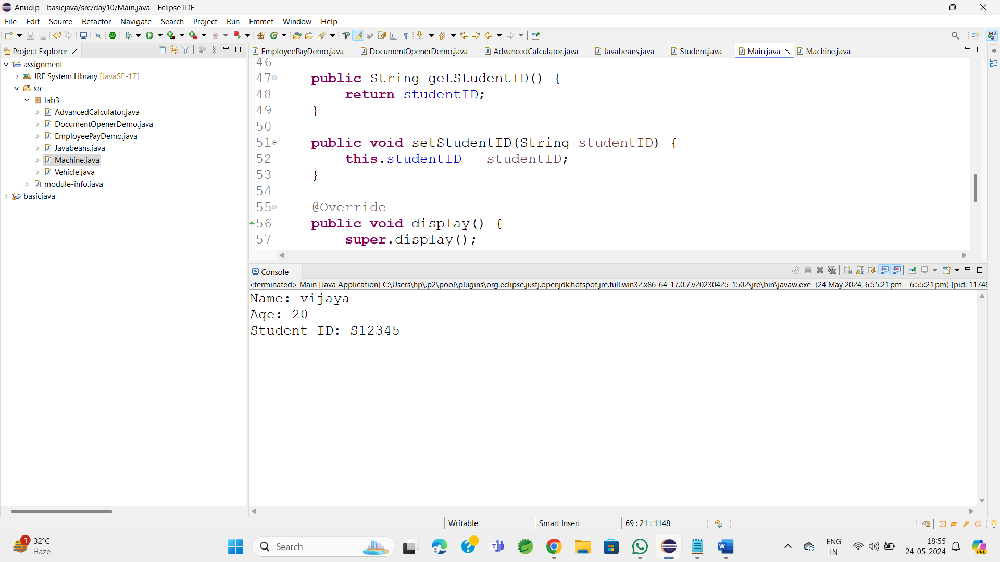 Anudip - basicjava/src/day10/Main.java - Eclipse IDE
File Edit Source Refactor Navigate Search Project Run Emmet Window Help
Project Explorer
assignment
JRE System Library [JavaSE-17]
src
lab3
AdvancedCalculator.java
DocumentOpenerDemo.java
EmployeePayDemo.java
Javabeans.java
Machine.java
Vehicle.java
module-info.java
basicjava
EmployeePayDemo.java DocumentOpenerDemo.java AdvancedCalculator.java Javabeans.java Student.java Main.java Machine.java
46
47 public String getStudentID() {
48 return studentID;
49 }
50
51 public void setStudentID(String studentID) {
52 this.studentID = studentID;
53 }
54
55 @Override
56 public void display() {
57 super.display();
Console
<terminated> Main [Java Application] C:\Users\hp\.p2\pool\plugins\org.eclipse.justj.openjdk.hotspot.jre.full.win32.x86_64_17.0.7.v20230425-1502\jre\bin\javaw.exe (24 May 2024, 6:55:21 pm – 6:55:21 pm) [pid: 11748
Name: vijaya
Age: 20
Student ID: S12345
Writable Smart Insert 69 : 21 : 1148
1
32°C
Haze
Search
ENG
IN
18:55
24-05-2024
PRE